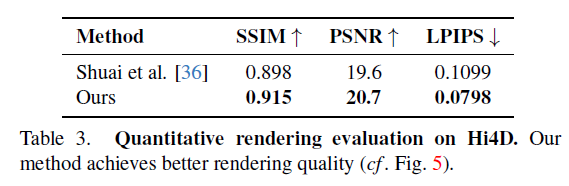 Method SSIM ↑ PSNR ↑ LPIPS ↓
Shuai et al. [36] 0.898 19.6 0.1099
Ours 0.915 20.7 0.0798
Table 3. Quantitative rendering evaluation on Hi4D. Our
method achieves better rendering quality (cf. Fig. 5).